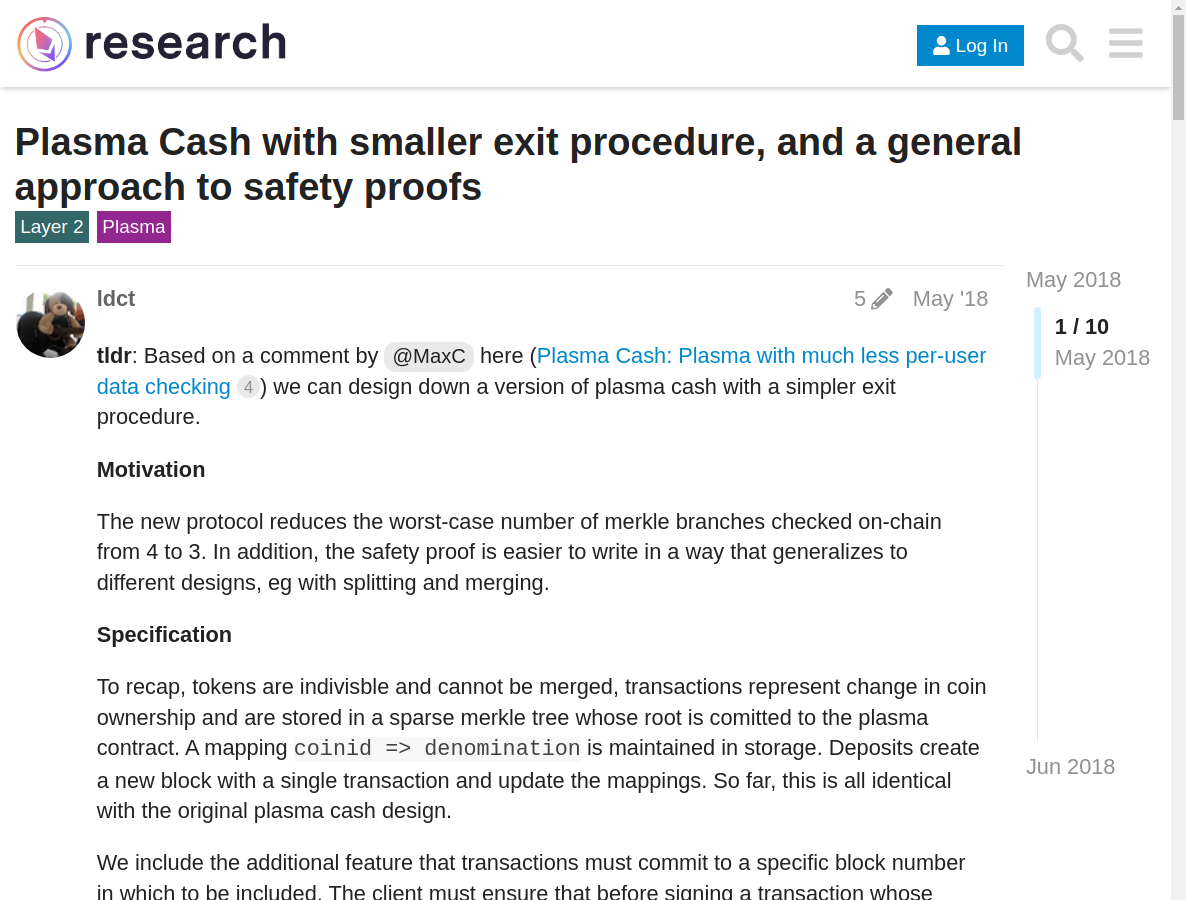 research
Log In
Plasma Cash with smaller exit procedure, and a general
approach to safety proofs
Layer 2 Plasma
ldct
5 May '18
tldr: Based on a comment by @MaxC here (Plasma Cash: Plasma with much less per-user
data checking 4) we can design down a version of plasma cash with a simpler exit
procedure.
Motivation
The new protocol reduces the worst-case number of merkle branches checked on-chain
from 4 to 3. In addition, the safety proof is easier to write in a way that generalizes to
different designs, eg with splitting and merging.
Specification
To recap, tokens are indivisble and cannot be merged, transactions represent change in coin
ownership and are stored in a sparse merkle tree whose root is comitted to the plasma
contract. A mapping coinid => denomination is maintained in storage. Deposits create
a new block with a single transaction and update the mappings. So far, this is all identical
with the original plasma cash design.
We include the additional feature that transactions must commit to a specific block number
in which to be included. The client must ensure that before signing a transaction whose
May 2018
1 / 10
May 2018
Jun 2018